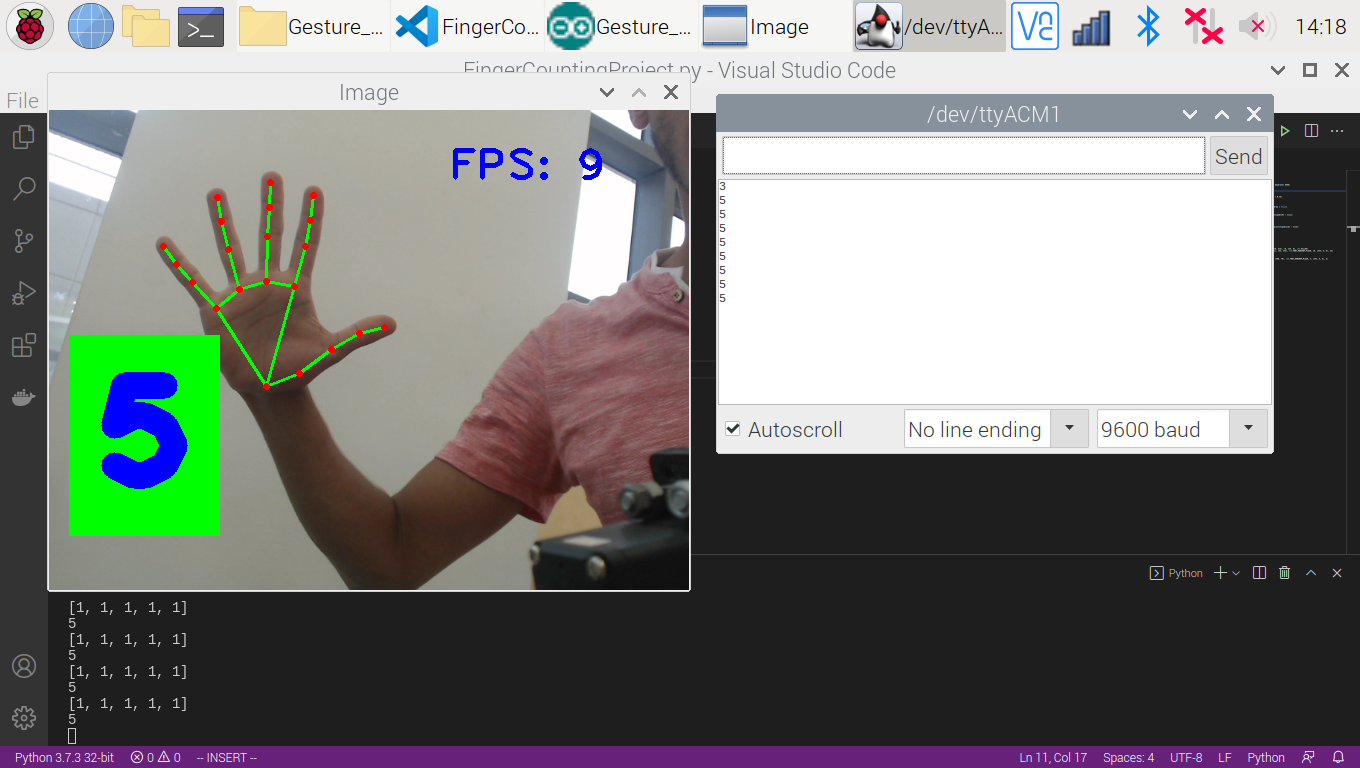 Gesture_...
FingerCo...
Gesture_...
Image
/dev/ttyA...
14:18
FingerCountingProject.py - Visual Studio Code
File
Image
FPS: 9
5
/dev/ttyACM1
Send
3
5
5
5
5
5
5
5
5
Autoscroll
No line ending
9600 baud
Python
[1, 1, 1, 1, 1]
5
[1, 1, 1, 1, 1]
5
[1, 1, 1, 1, 1]
5
[1, 1, 1, 1, 1]
5
Python 3.7.3 32-bit
0
0
-- INSERT --
Ln 11, Col 17
Spaces: 4
UTF-8
LF
Python